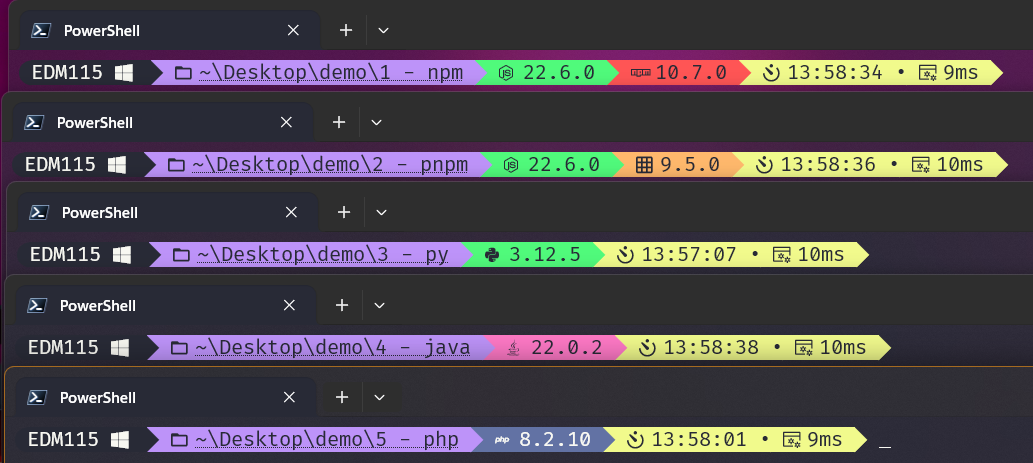 PowerShell
EDM115 ~\Desktop\demo\1 - npm 22.6.0 npm 10.7.0 13:58:34 • 9ms
PowerShell
EDM115 ~\Desktop\demo\2 - pnpm 22.6.0 9.5.0 13:58:36 • 10ms
PowerShell
EDM115 ~\Desktop\demo\3 - py 3.12.5 13:57:07 • 10ms
PowerShell
EDM115 ~\Desktop\demo\4 - java 22.0.2 13:58:38 • 10ms
PowerShell
EDM115 ~\Desktop\demo\5 - php php 8.2.10 13:58:01 • 9ms _